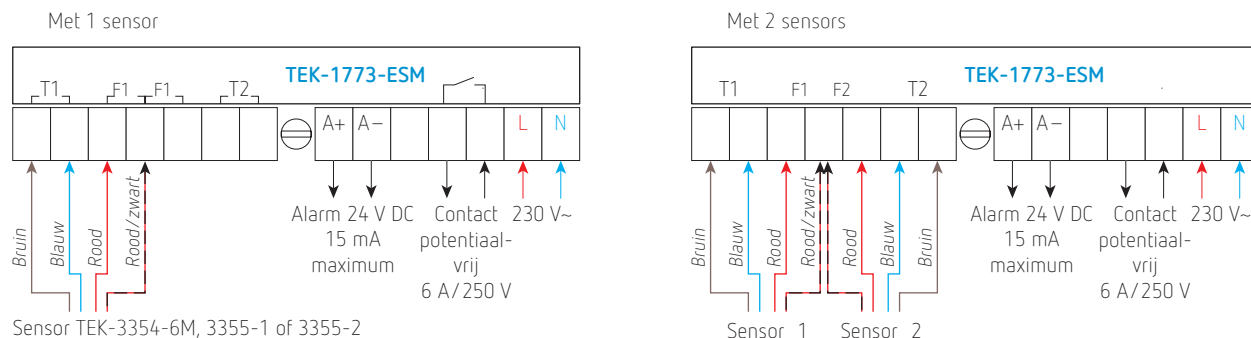 Met 1 sensor
TEK-1773-ESM
T1 F1 F1 T2
A+ A− L N
Bruin
Blauw
Rood
Rood/zwart
Alarm 24 V DC
15 mA
maximum
Contact
potentiaal-
vrij
6 A/250 V
230 V~
Sensor TEK-3354-6M, 3355-1 of 3355-2
Met 2 sensors
TEK-1773-ESM
T1 F1 F2 T2
A+ A− L N
Bruin
Blauw
Rood
Rood/zwart
Rood
Blauw
Bruin
Alarm 24 V DC
15 mA
maximum
Contact
potentiaal-
vrij
6 A/250 V
230 V~
Sensor 1
Sensor 2